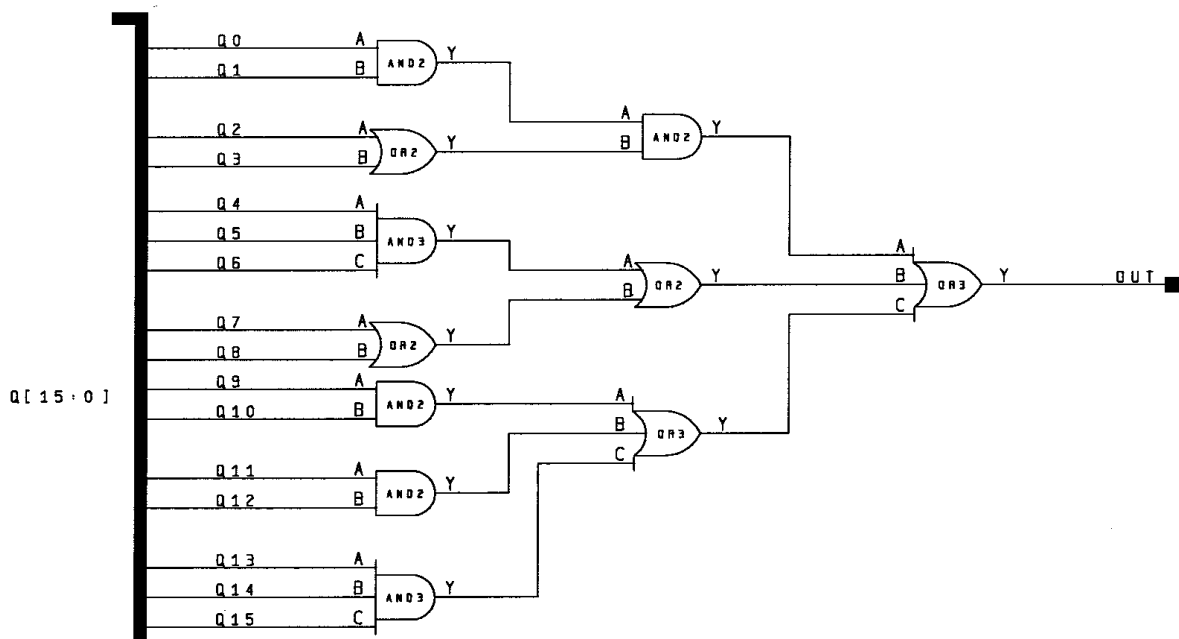 Q0 A
AND2 Y
Q1 B
Q2 A
OR2 Y
Q3 B
A
AND2 Y
B
Q4 A
Q5 B AND3 Y
Q6 C
A
OR2 Y
B
A
B OR3 Y OUT
C
Q7 A
OR2 Y
Q8 B
Q[15:0]
Q9 A
AND2 Y
Q10 B
A
B OR3 Y
C
Q11 A
AND2 Y
Q12 B
Q13 A
Q14 B AND3 Y
Q15 C